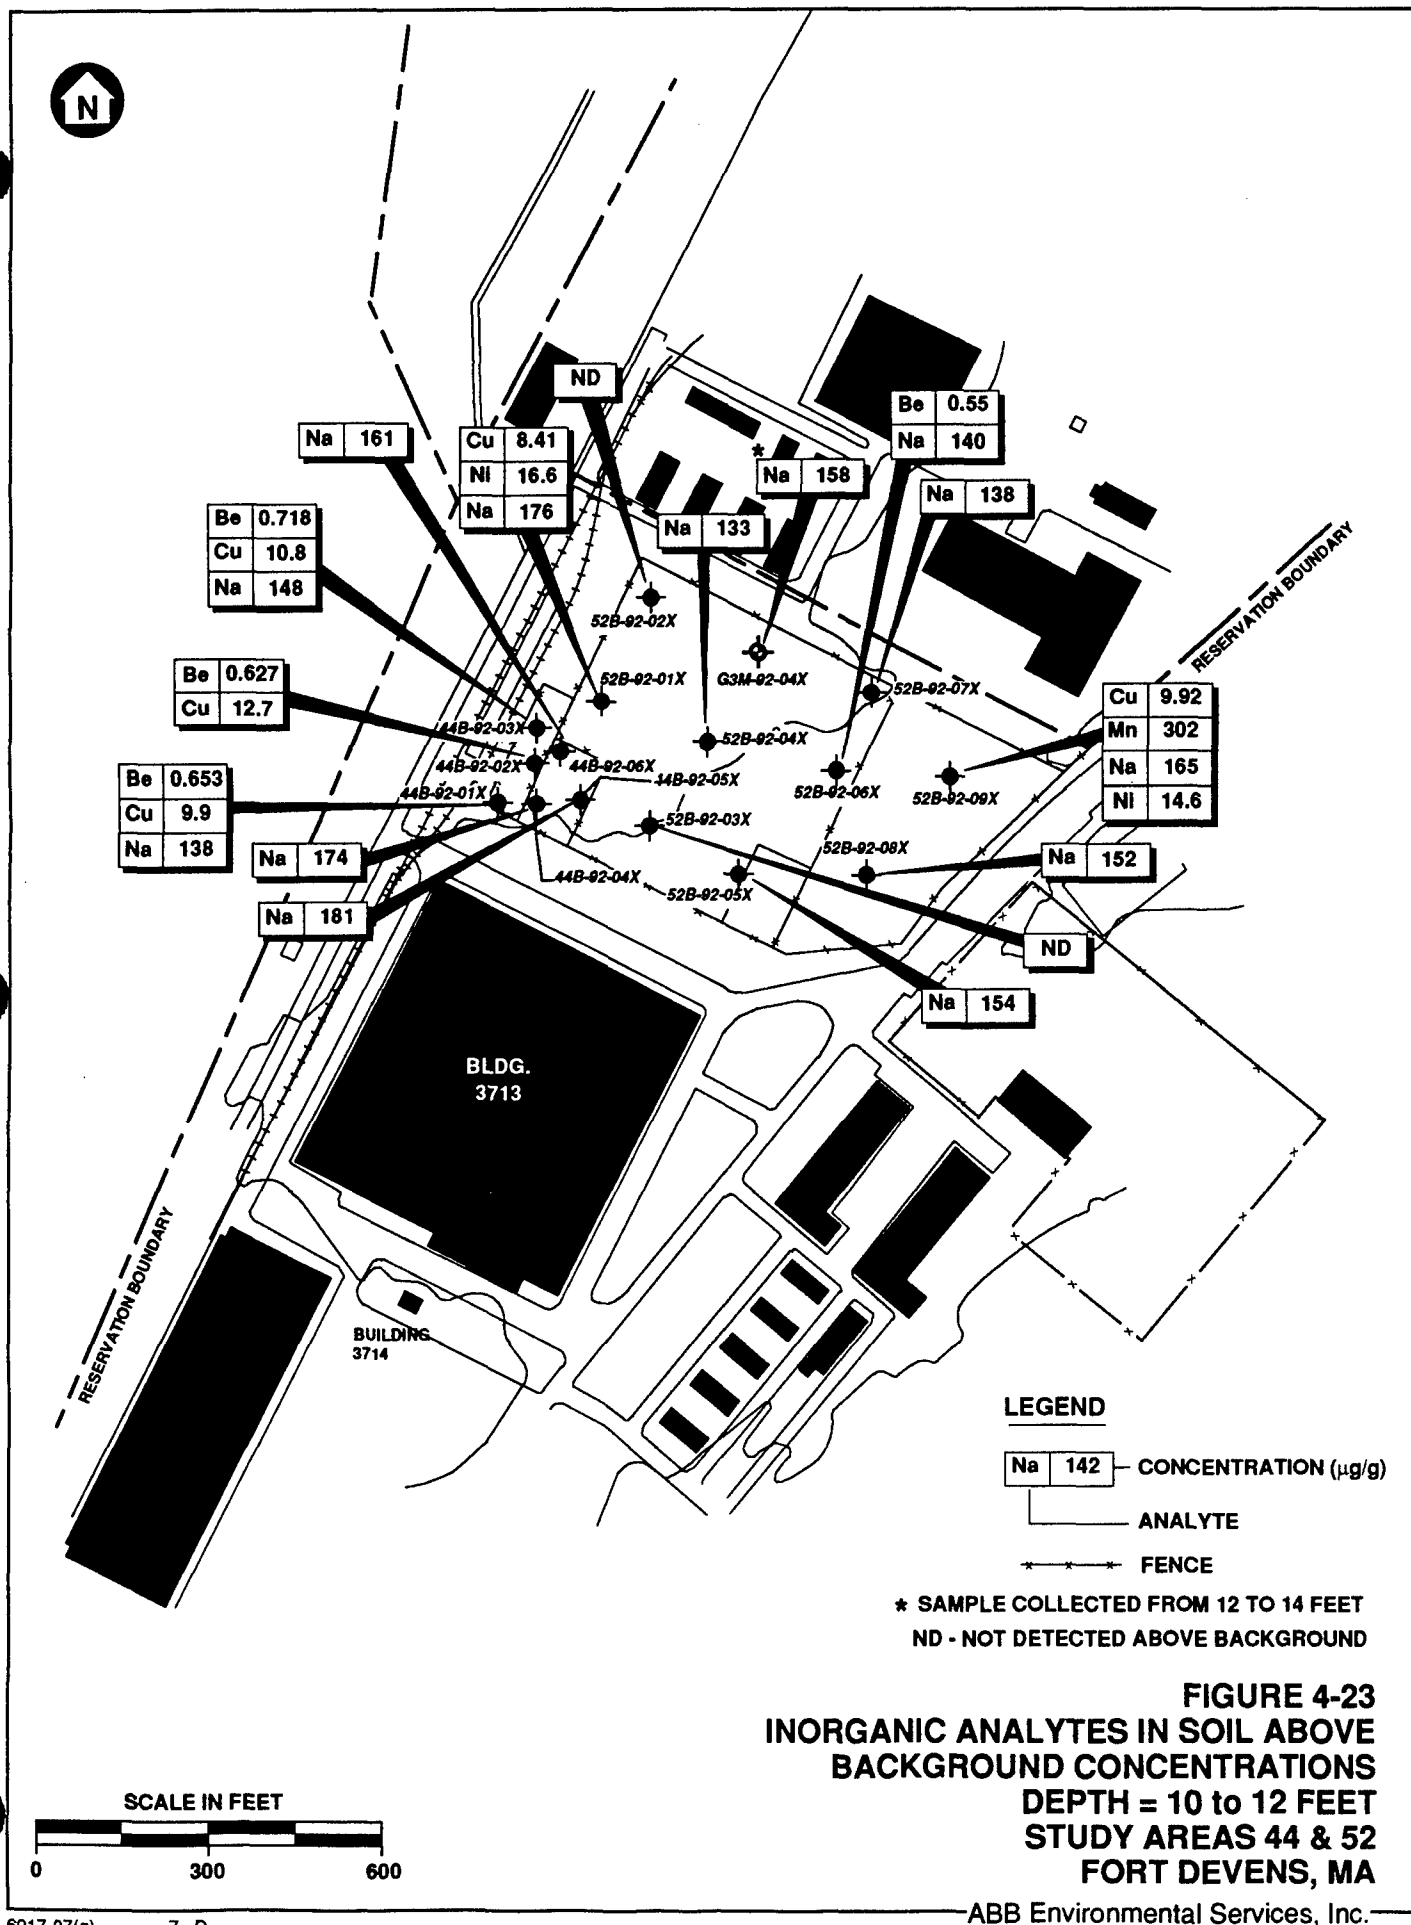 N
ND
Be 0.55
Na 140
Na 161
Cu 8.41
Ni 16.6
Na 176
*
Na 158
Na 138
Be 0.718
Cu 10.8
Na 148
Na 133
RESERVATION BOUNDARY
52B-92-02X
52B-92-01X
G3M-92-04X
52B-92-07X
Be 0.627
Cu 12.7
Cu 9.92
Mn 302
Na 165
Ni 14.6
44B-92-03X
52B-92-04X
44B-92-02X
44B-92-06X
44B-92-05X
52B-92-06X
52B-92-09X
Be 0.653
Cu 9.9
Na 138
44B-92-01X
52B-92-03X
52B-92-08X
Na 174
Na 152
44B-92-04X
52B-92-05X
Na 181
ND
Na 154
BLDG.
3713
RESERVATION BOUNDARY
BUILDING
3714
LEGEND
Na 142 CONCENTRATION (µg/g)
ANALYTE
FENCE
* SAMPLE COLLECTED FROM 12 TO 14 FEET
ND - NOT DETECTED ABOVE BACKGROUND
FIGURE 4-23
INORGANIC ANALYTES IN SOIL ABOVE
BACKGROUND CONCENTRATIONS
DEPTH = 10 to 12 FEET
STUDY AREAS 44 & 52
FORT DEVENS, MA
SCALE IN FEET
0 300 600
ABB Environmental Services, Inc.